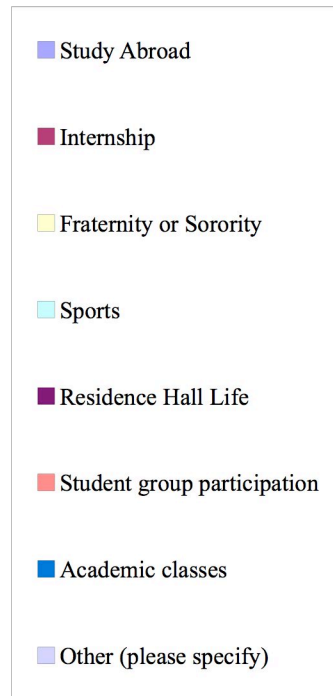 Study Abroad
Internship
Fraternity or Sorority
Sports
Residence Hall Life
Student group participation
Academic classes
Other (please specify)